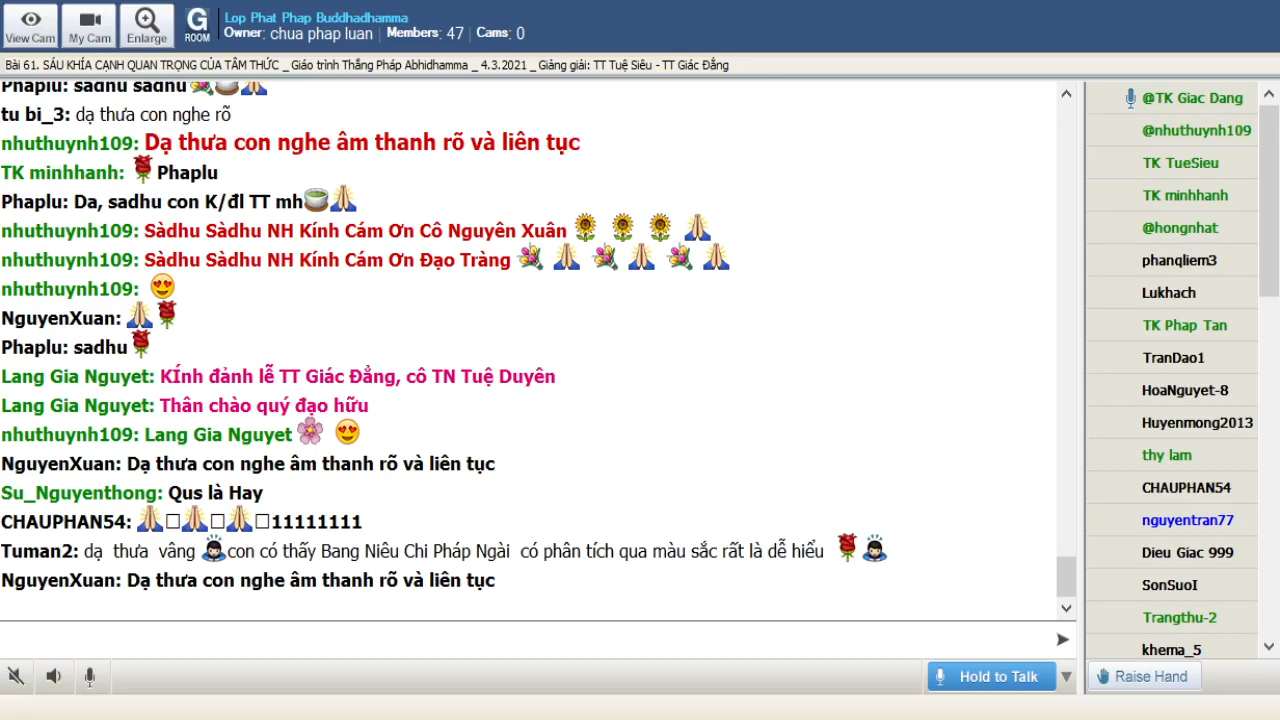 View Cam
My Cam
Enlarge
G
ROOM
Lop Phat Phap Buddhadhamma
Owner: chua phap luan | Members: 47 | Cams: 0
Bài 61. SÁU KHÍA CẠNH QUAN TRỌNG CỦA TÂM THỨC _ Giáo trình Thắng Pháp Abhidhamma _ 4.3.2021 _ Giảng giải: TT Tuệ Siêu - TT Giác Đẳng
Phaplu: sadhu sadhu
tu bi_3: dạ thưa con nghe rõ
nhuthuynh109: Dạ thưa con nghe âm thanh rõ và liên tục
TK minhhanh: Phaplu
Phaplu: Da, sadhu con K/đl TT mh
nhuthuynh109: Sàdhu Sàdhu NH Kính Cám Ơn Cô Nguyên Xuân
nhuthuynh109: Sàdhu Sàdhu NH Kính Cám Ơn Đạo Tràng
nhuthuynh109:
NguyenXuan:
Phaplu: sadhu
Lang Gia Nguyet: KÍnh đảnh lễ TT Giác Đẳng, cô TN Tuệ Duyên
Lang Gia Nguyet: Thân chào quý đạo hữu
nhuthuynh109: Lang Gia Nguyet
NguyenXuan: Dạ thưa con nghe âm thanh rõ và liên tục
Su_Nguyenthong: Qus là Hay
CHAUPHAN54: 11111111
Tuman2: dạ thưa vâng con có thấy Bang Niêu Chi Pháp Ngài có phân tích qua màu sắc rất là dễ hiểu
NguyenXuan: Dạ thưa con nghe âm thanh rõ và liên tục
Hold to Talk
@TK Giac Dang
@nhuthuynh109
TK TueSieu
TK minhhanh
@hongnhat
phanqliem3
Lukhach
TK Phap Tan
TranDao1
HoaNguyet-8
Huyenmong2013
thy lam
CHAUPHAN54
nguyentran77
Dieu Giac 999
SonSuoI
Trangthu-2
khema_5
Raise Hand